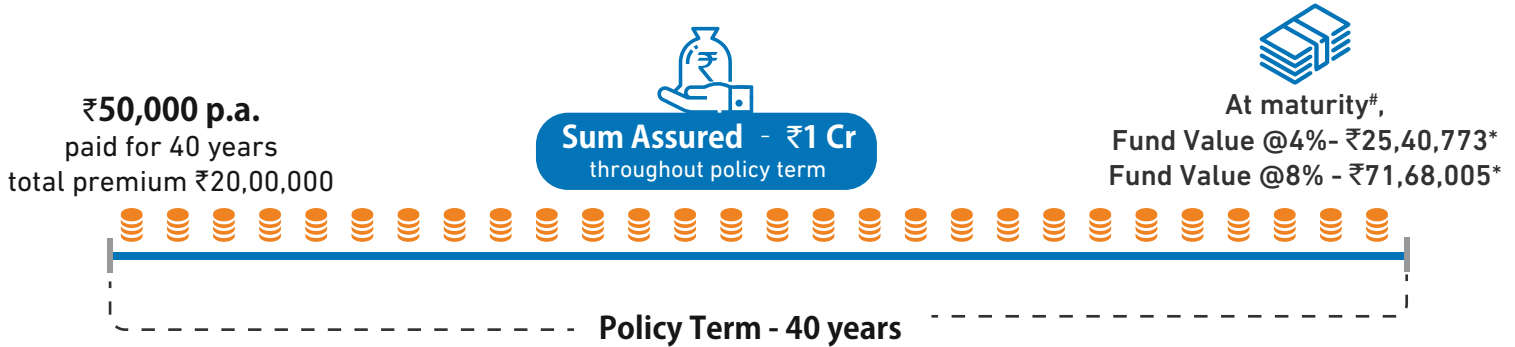 ₹50,000 p.a.
paid for 40 years
total premium ₹20,00,000
₹
Sum Assured - ₹1 Cr
throughout policy term
1
At maturity#,
Fund Value @4%- ₹25,40,773*
Fund Value @8% - ₹71,68,005*
Policy Term - 40 years